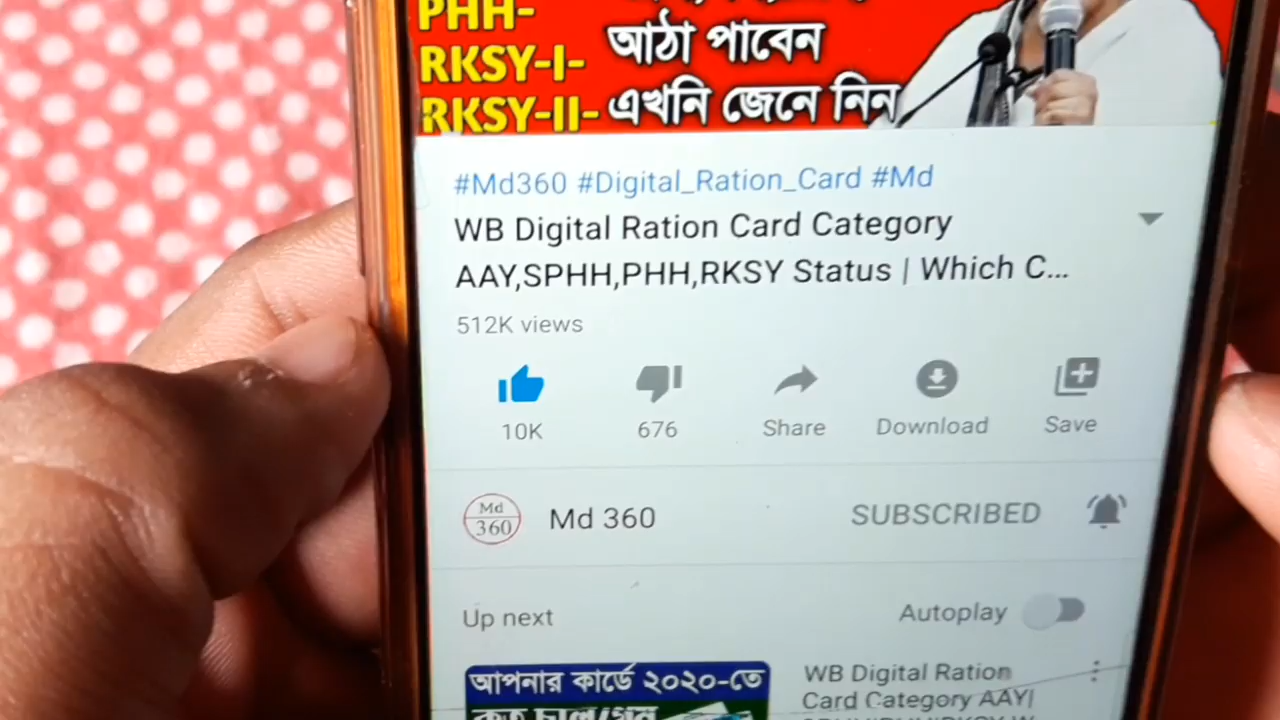 PHH-
RKSY-I- আঠা পাবেন
RKSY-II- এখনি জেনে নিন
#Md360 #Digital_Ration_Card #Md
WB Digital Ration Card Category
AAY,SPHH,PHH,RKSY Status | Which C...
512K views
10K
676
Share
Download
Save
Md
360
Md 360
SUBSCRIBED
Up next
Autoplay
আপনার কার্ডে ২০২০-তে
কত চাল/গম
WB Digital Ration
Card Category AAY|